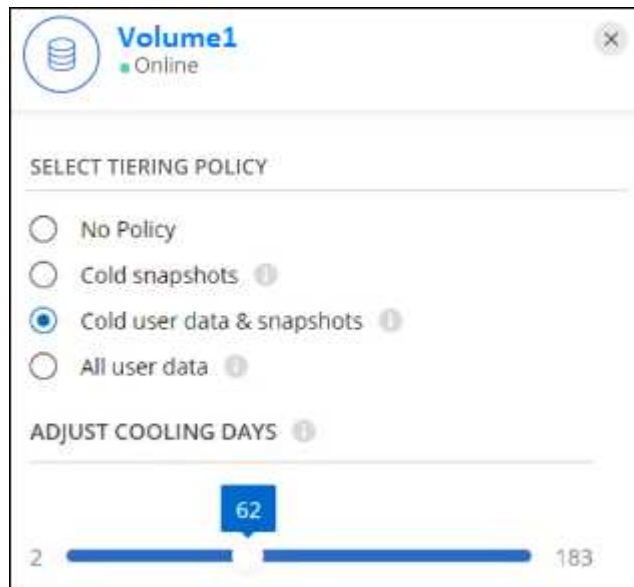 Volume1
Online
SELECT TIERING POLICY
No Policy
Cold snapshots
Cold user data & snapshots
All user data
ADJUST COOLING DAYS
62
2 183